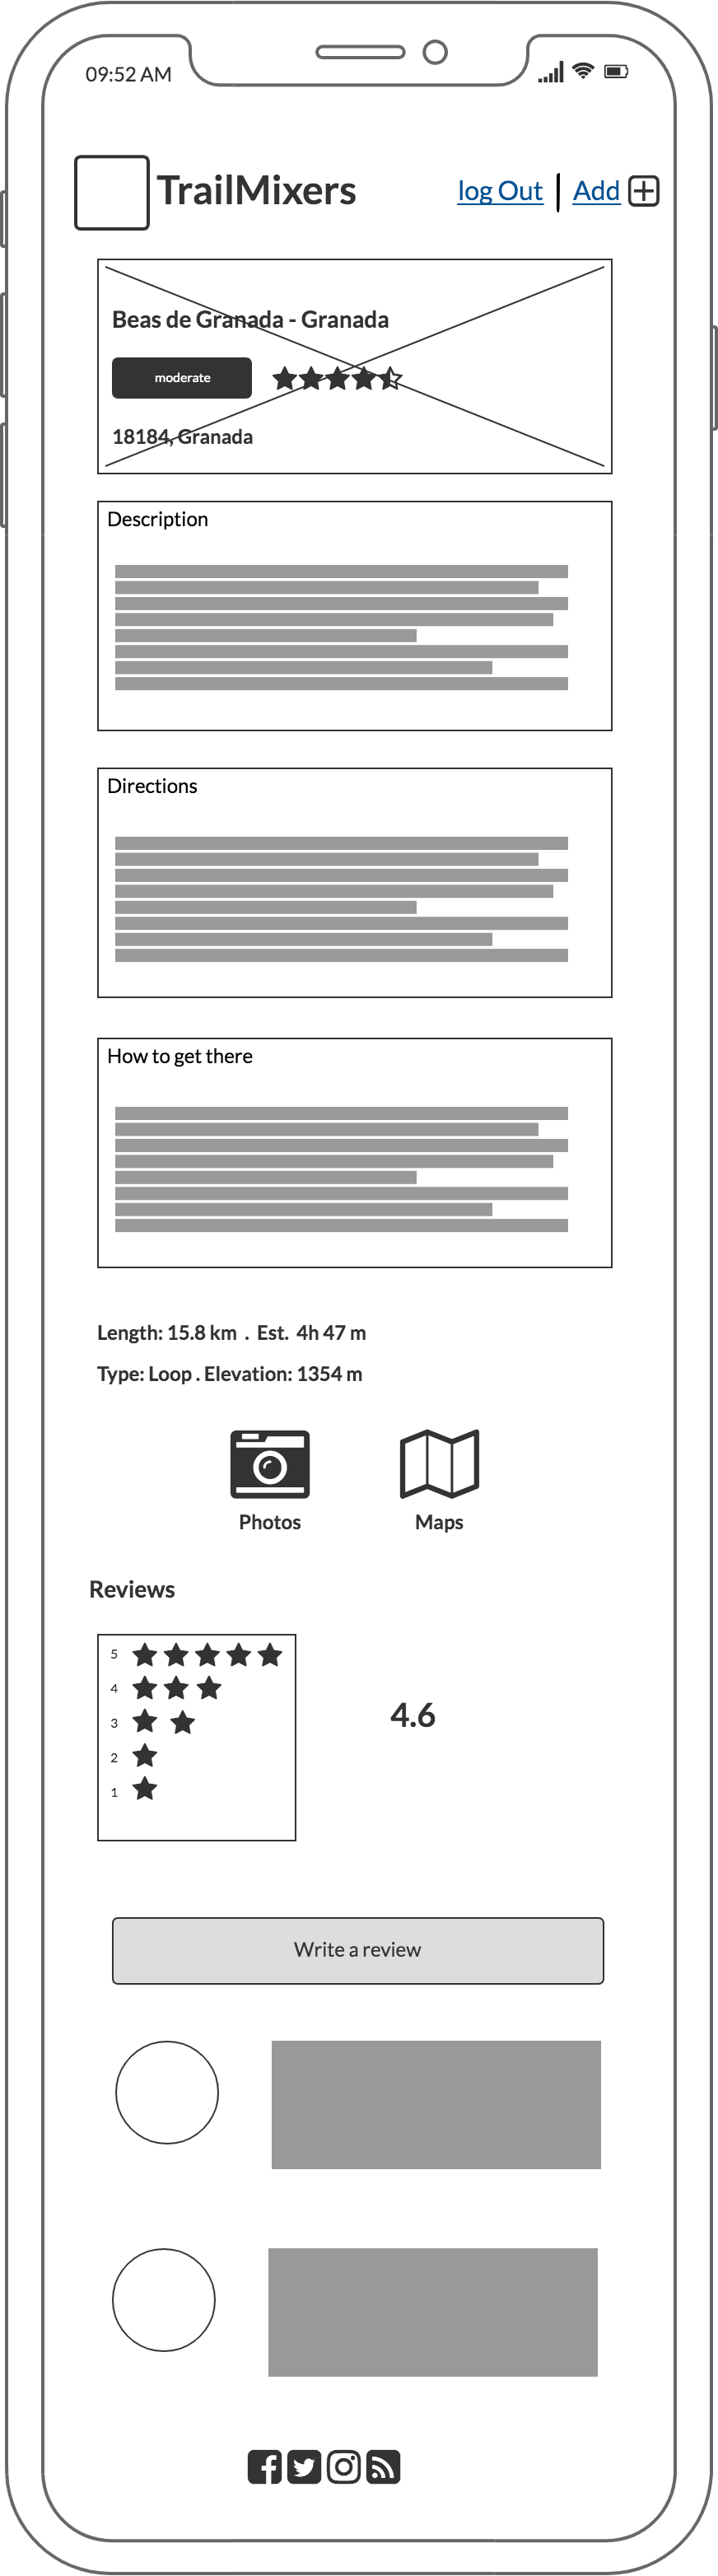 09:52 AM
TrailMixers
log Out Add
Beas de Granada - Granada
moderate
18184, Granada
Description
Directions
How to get there
Length: 15.8 km . Est. 4h 47 m
Type: Loop . Elevation: 1354 m
Photos Maps
Reviews
5
4
3
2
1
4.6
Write a review